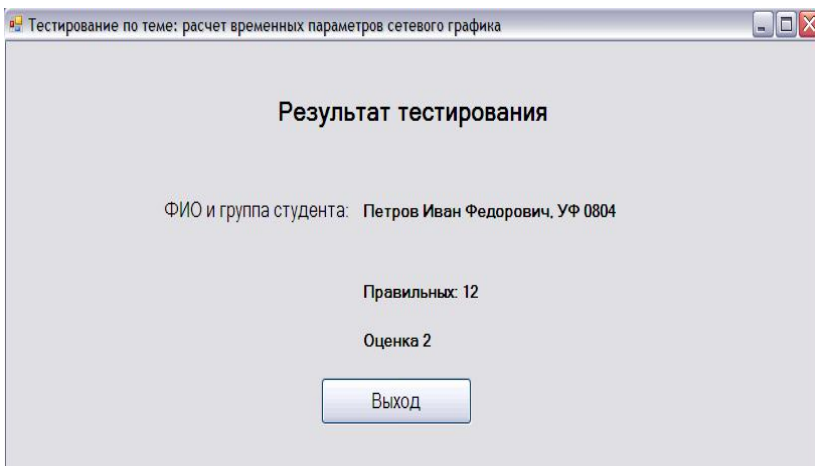 Тестирование по теме: расчет временных параметров сетевого графика
Результат тестирования
ФИО и группа студента: Петров Иван Федорович, УФ 0804
Правильных: 12
Оценка 2
Выход